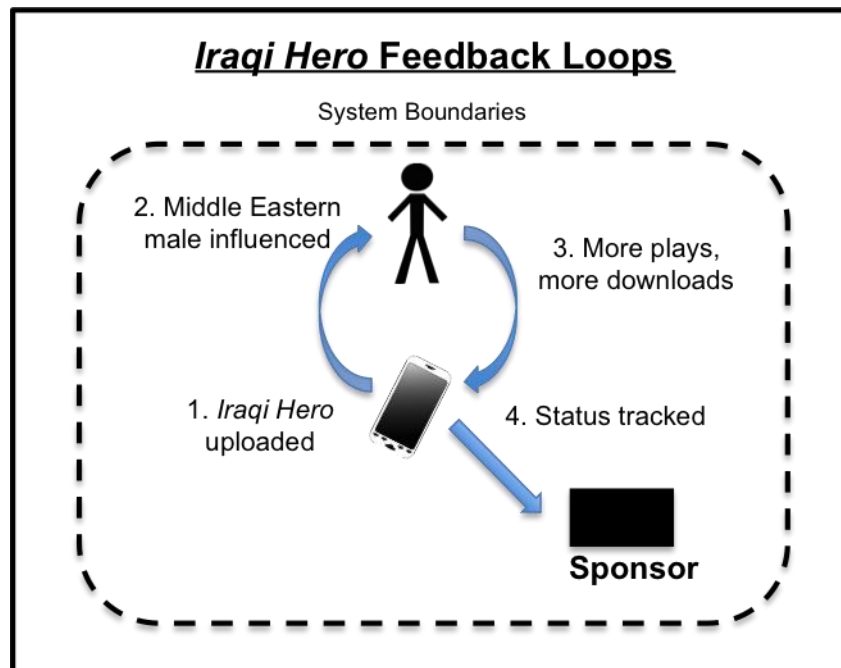 Iraqi Hero Feedback Loops
System Boundaries
2. Middle Eastern
male influenced
3. More plays,
more downloads
1. Iraqi Hero
uploaded
4. Status tracked
Sponsor